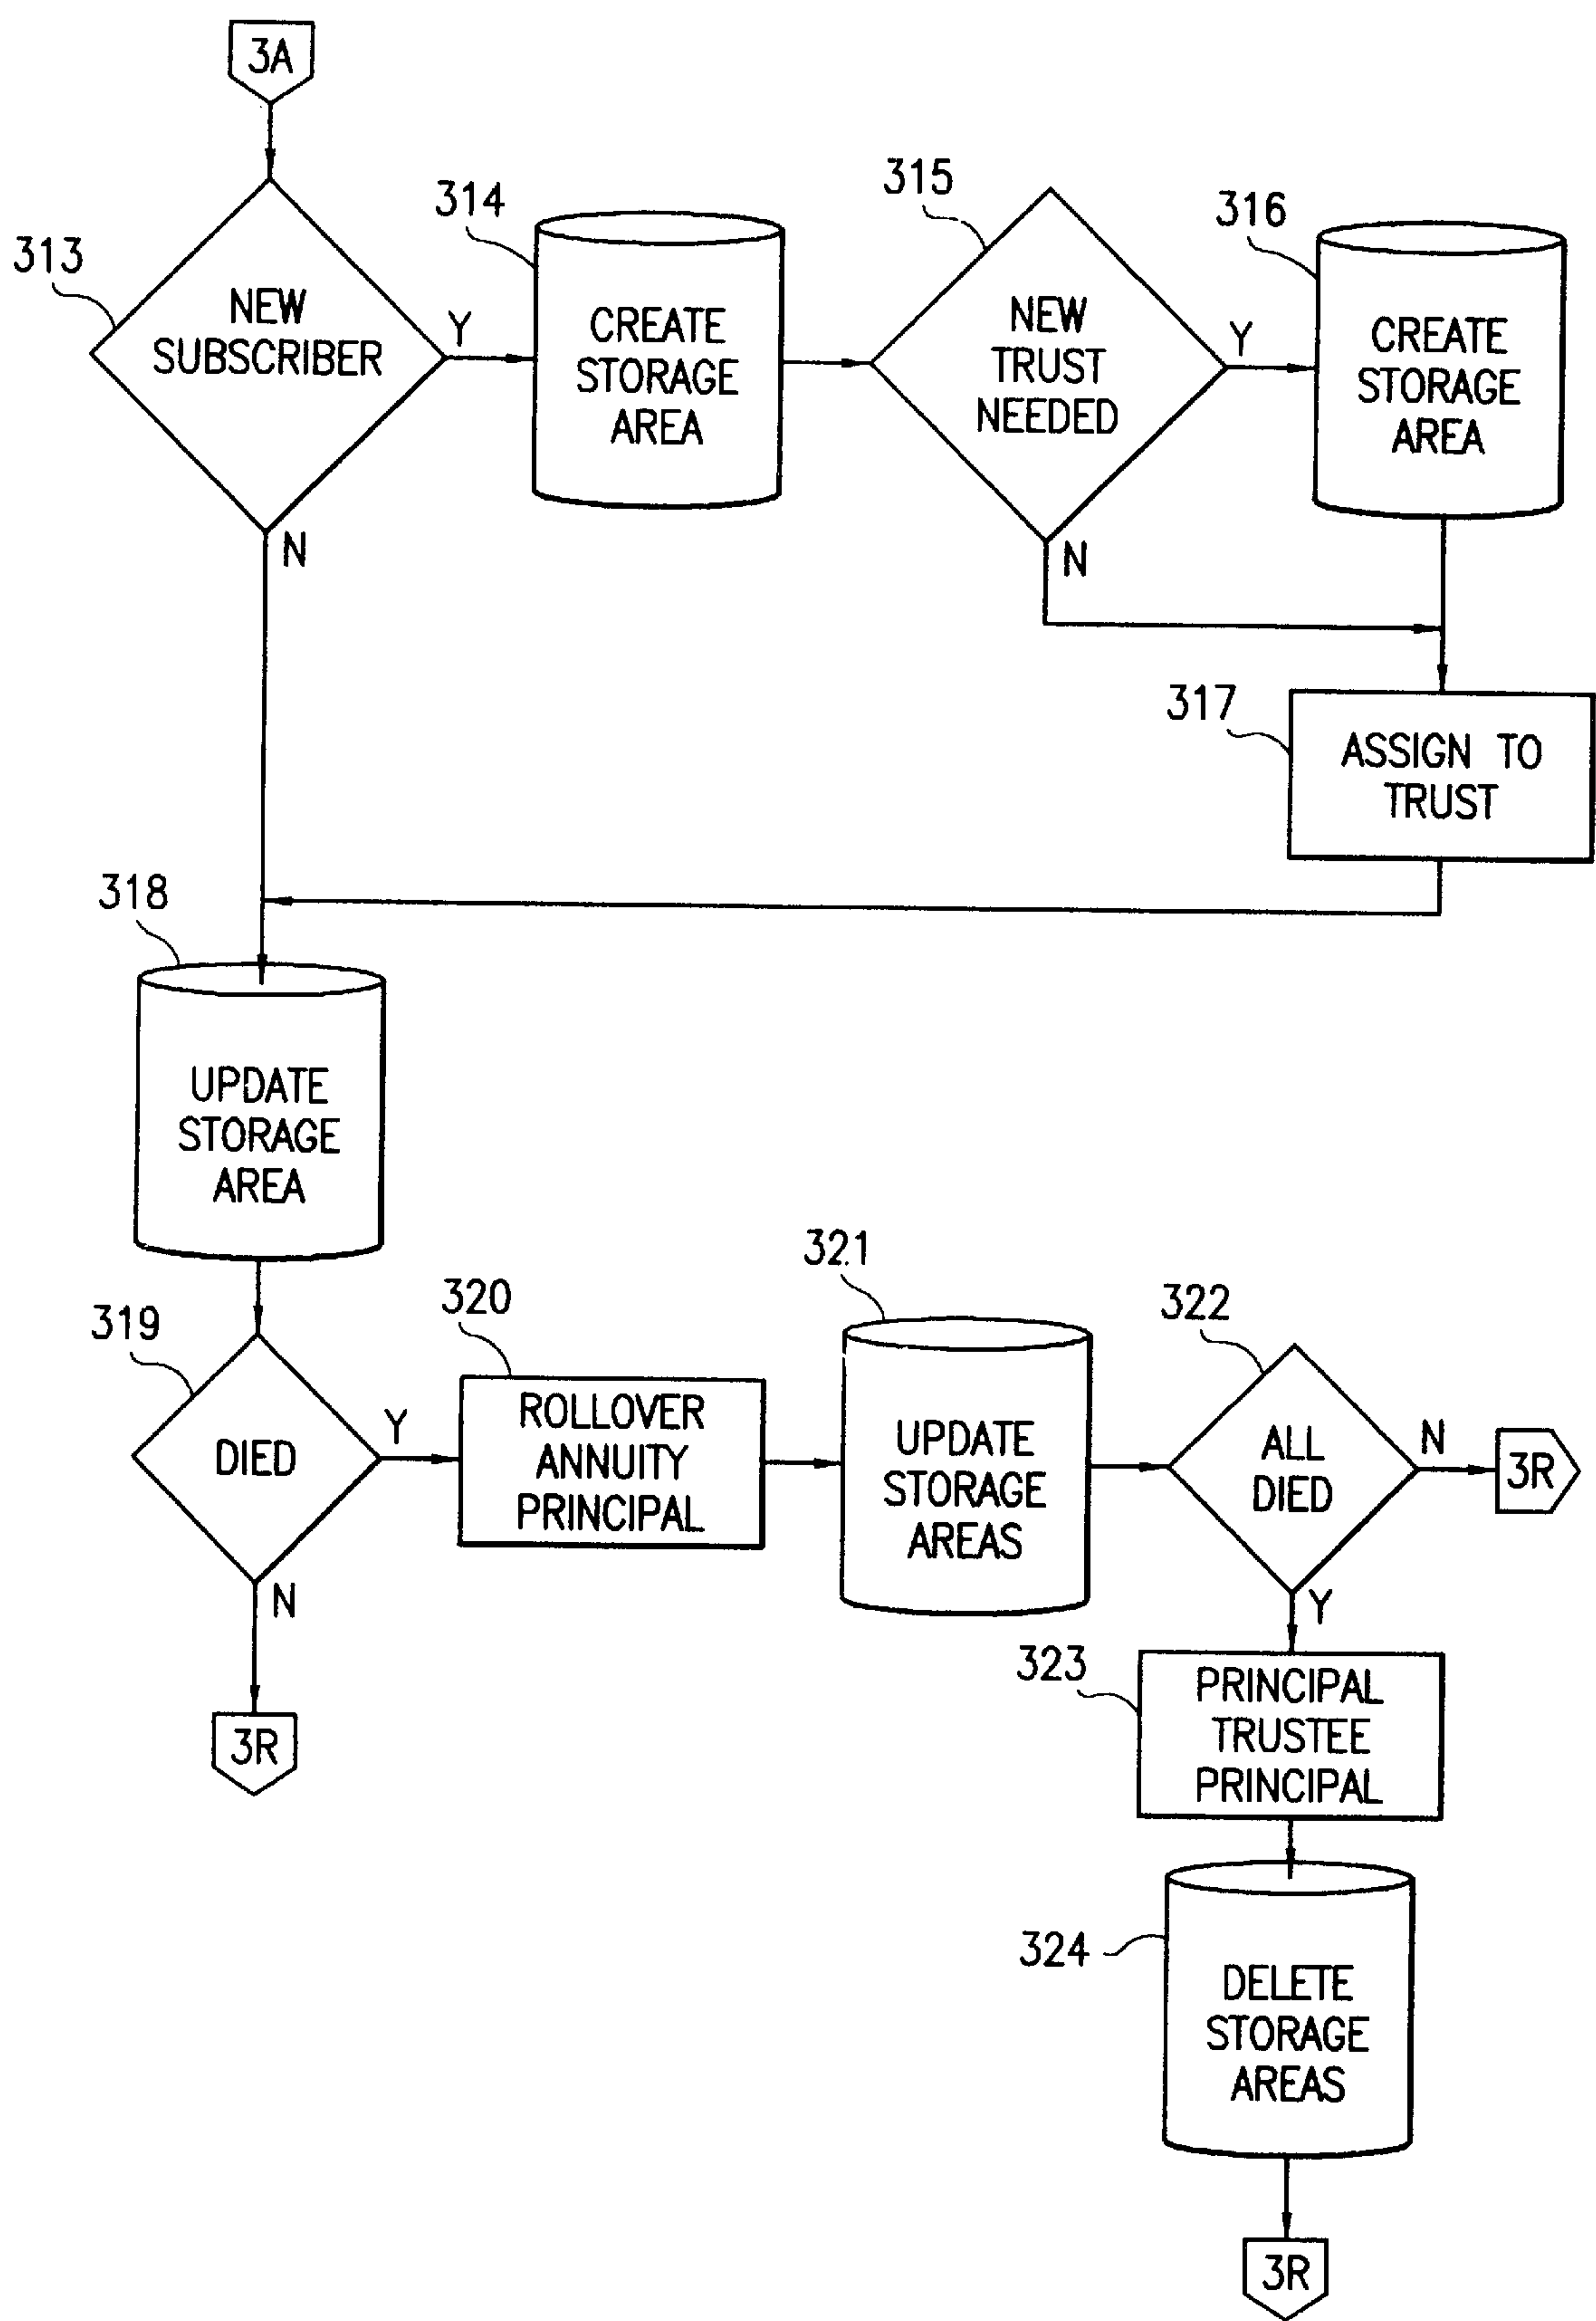 3A
313
NEW
SUBSCRIBER
Y
N
314
CREATE
STORAGE
AREA
315
NEW
TRUST
NEEDED
Y
N
316
CREATE
STORAGE
AREA
317
ASSIGN TO
TRUST
318
UPDATE
STORAGE
AREA
319
DIED
Y
N
3R
320
ROLLOVER
ANNUITY
PRINCIPAL
321
UPDATE
STORAGE
AREAS
322
ALL
DIED
N
3R
Y
323
PRINCIPAL
TRUSTEE
PRINCIPAL
324
DELETE
STORAGE
AREAS
3R